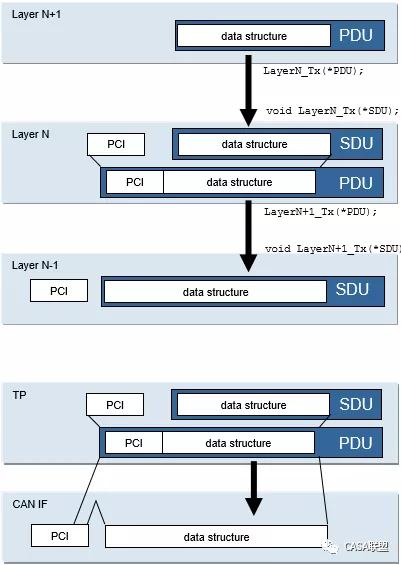 Layer N+1
data structure PDU
LayerN_Tx(*PDU);
void LayerN_Tx(*SDU);
Layer N
PCI data structure SDU
PCI data structure PDU
LayerN+1_Tx(*PDU);
void LayerN+1_Tx(*SDU)
Layer N-1
PCI data structure SDU
TP
PCI data structure SDU
PCI data structure PDU
CAN IF
PCI data structure
CASA联盟